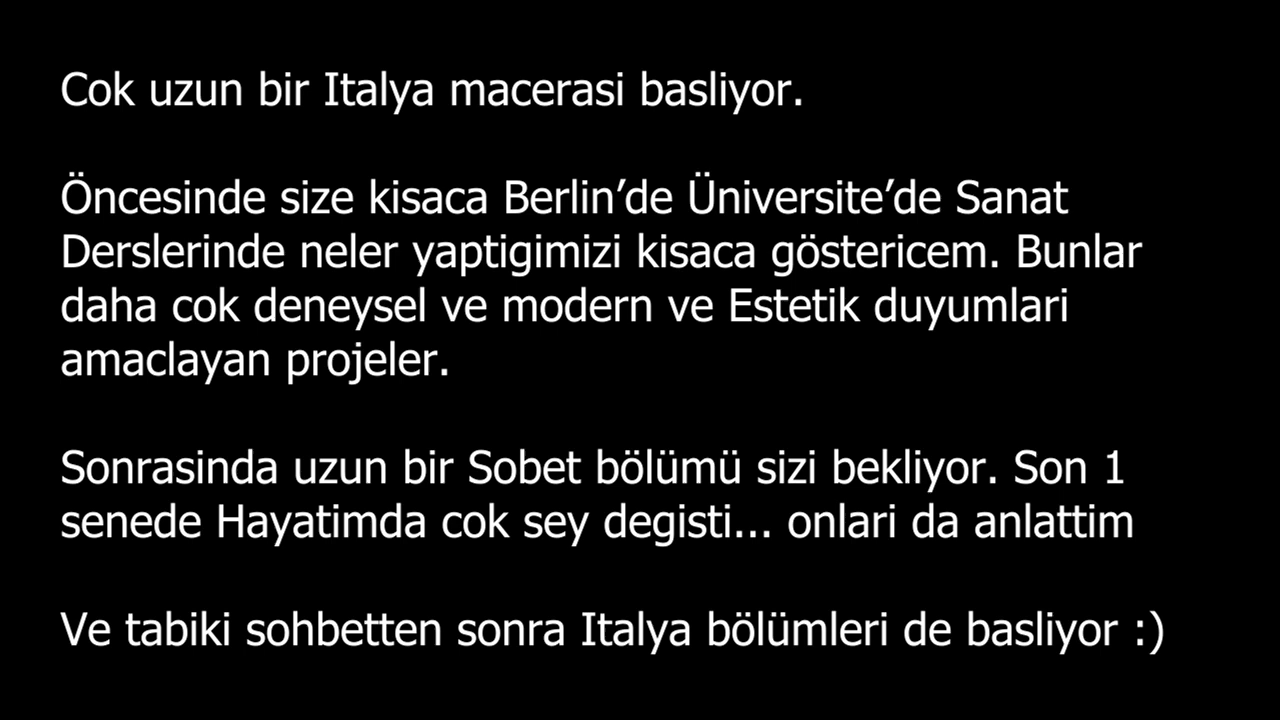 Cok uzun bir Italya macerasi basliyor.
Öncesinde size kisaca Berlin’de Üniversite’de Sanat
Derslerinde neler yaptigimizi kisaca göstericem. Bunlar
daha cok deneysel ve modern ve Estetik duyumlari
amaclayan projeler.
Sonrasinda uzun bir Sobet bölümü sizi bekliyor. Son 1
senede Hayatimda cok sey degisti... onlari da anlattim
Ve tabiki sohbetten sonra Italya bölümleri de basliyor :)